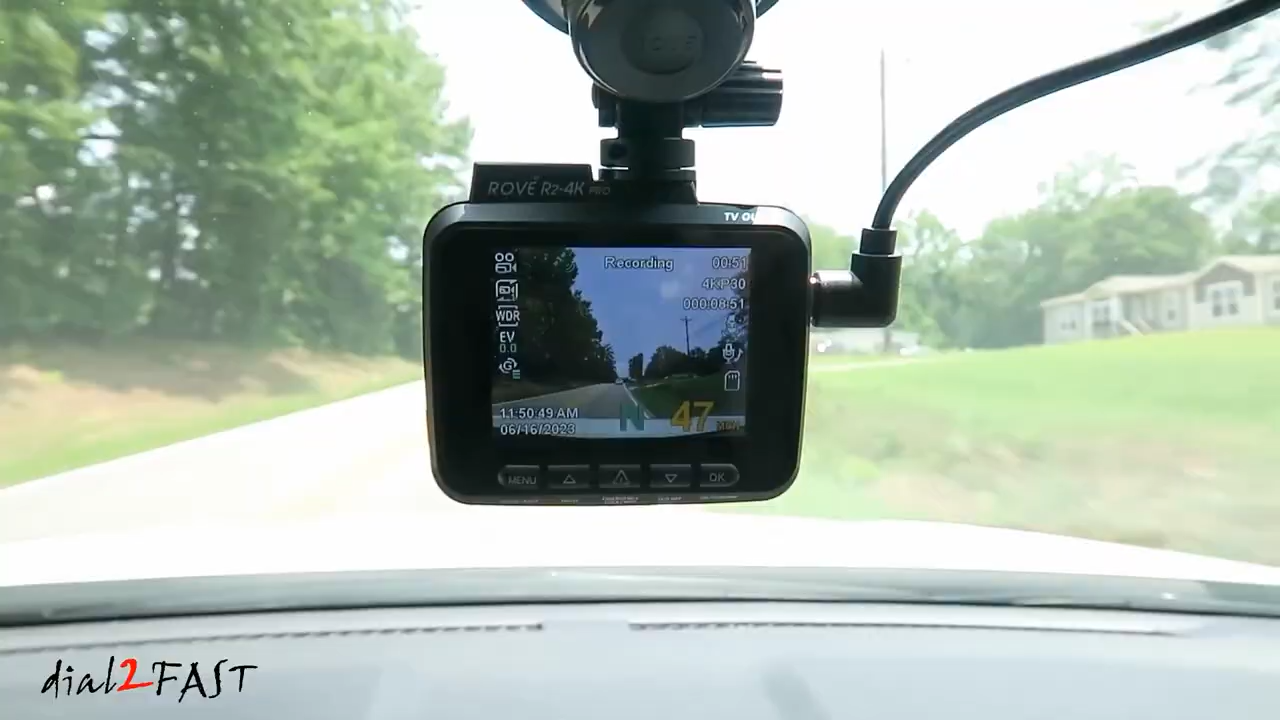 ROVE R2-4K PRO
TV OU
Recording 00:51
4KP30
000:08:51
WDR
EV
0.0
G
11:50:49 AM
06/16/2023
N 47 MPH
MENU OK
dial2FAST